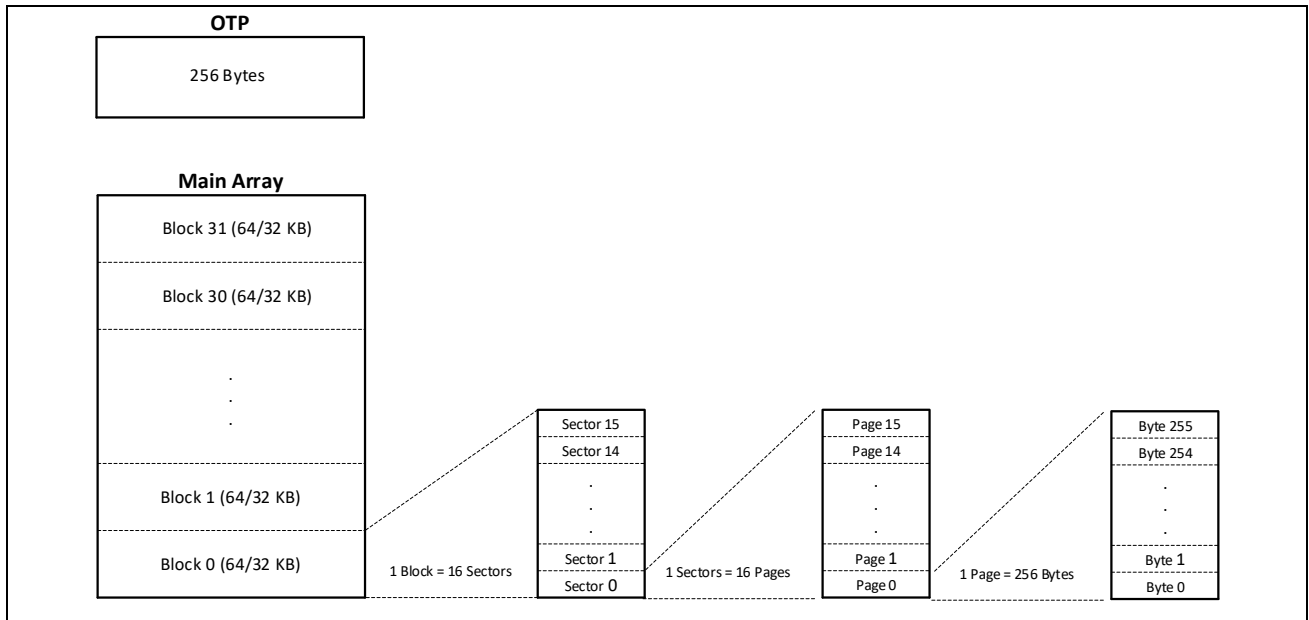 OTP
256 Bytes
Main Array
Block 31 (64/32 KB)
Block 30 (64/32 KB)
.
.
.
Block 1 (64/32 KB)
Block 0 (64/32 KB)
1 Block = 16 Sectors
Sector 15
Sector 14
.
.
.
Sector 1
Sector 0
1 Sectors = 16 Pages
Page 15
Page 14
.
.
.
Page 1
Page 0
1 Page = 256 Bytes
Byte 255
Byte 254
.
.
.
Byte 1
Byte 0